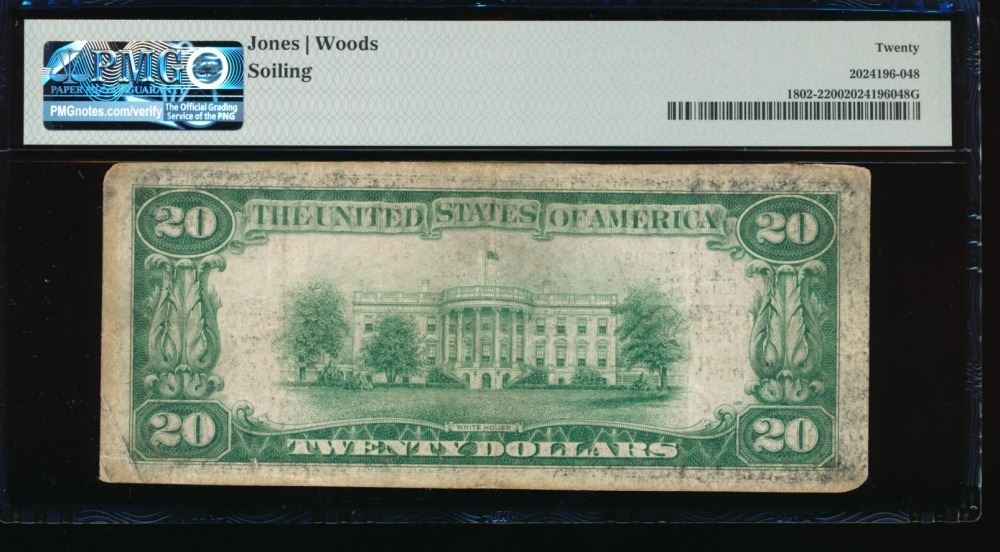 Jones | Woods
Soiling
PMG
PAPER MONEY GUARANTY
PMGnotes.com/verify
The Official Grading
Service of the PNG
Twenty
2024196-048
1802-22002024196048G
20 THE UNITED STATES OF AMERICA 20
WHITE HOUSE
20 TWENTY DOLLARS 20